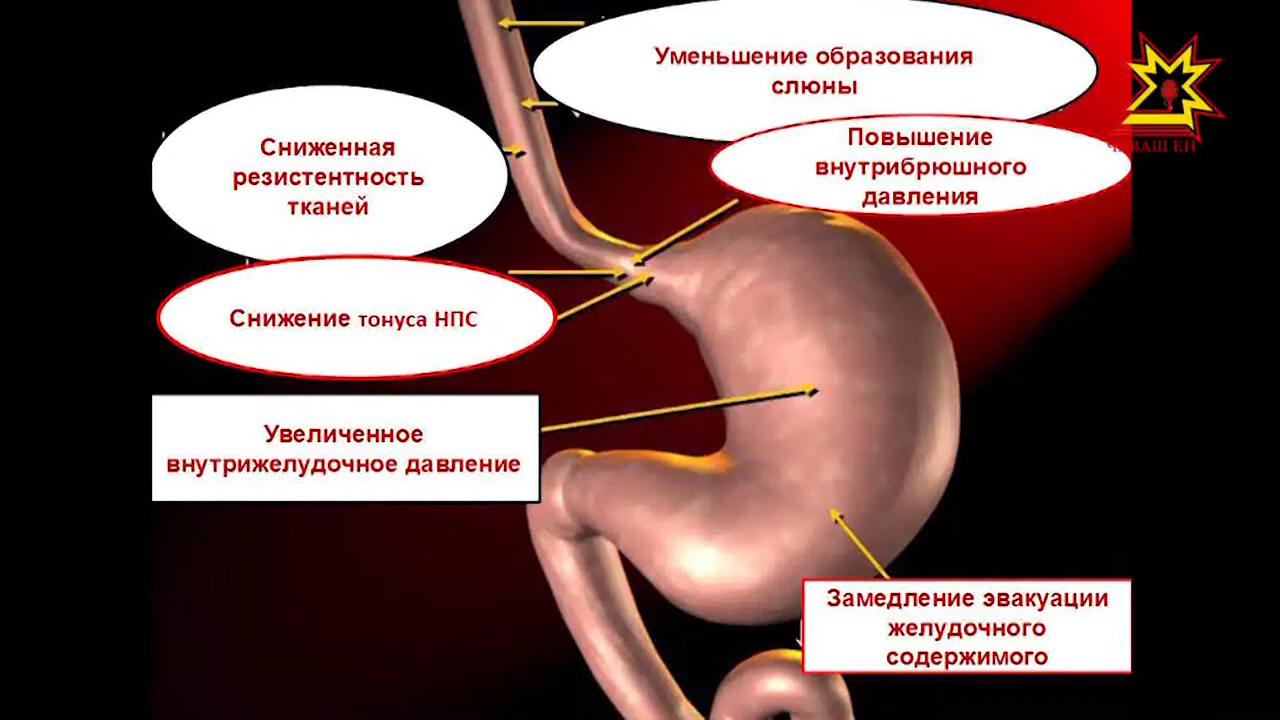 Уменьшение образования
слюны
Сниженная
резистентность
тканей
Повышение
внутрибрюшного
давления
Снижение тонуса НПС
Увеличенное
внутрижелудочное давление
Замедление эвакуации
желудочного
содержимого